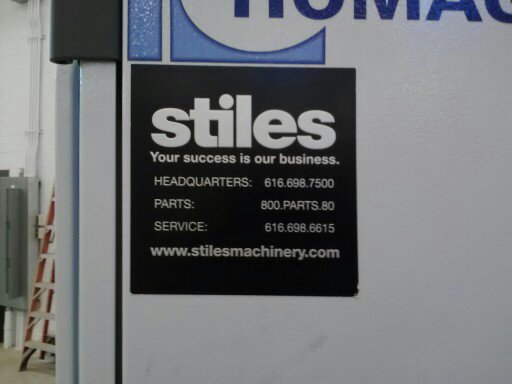 HOMAG
stiles
Your success is our business.
HEADQUARTERS: 616.698.7500
PARTS: 800.PARTS.80
SERVICE: 616.698.6615
www.stilesmachinery.com